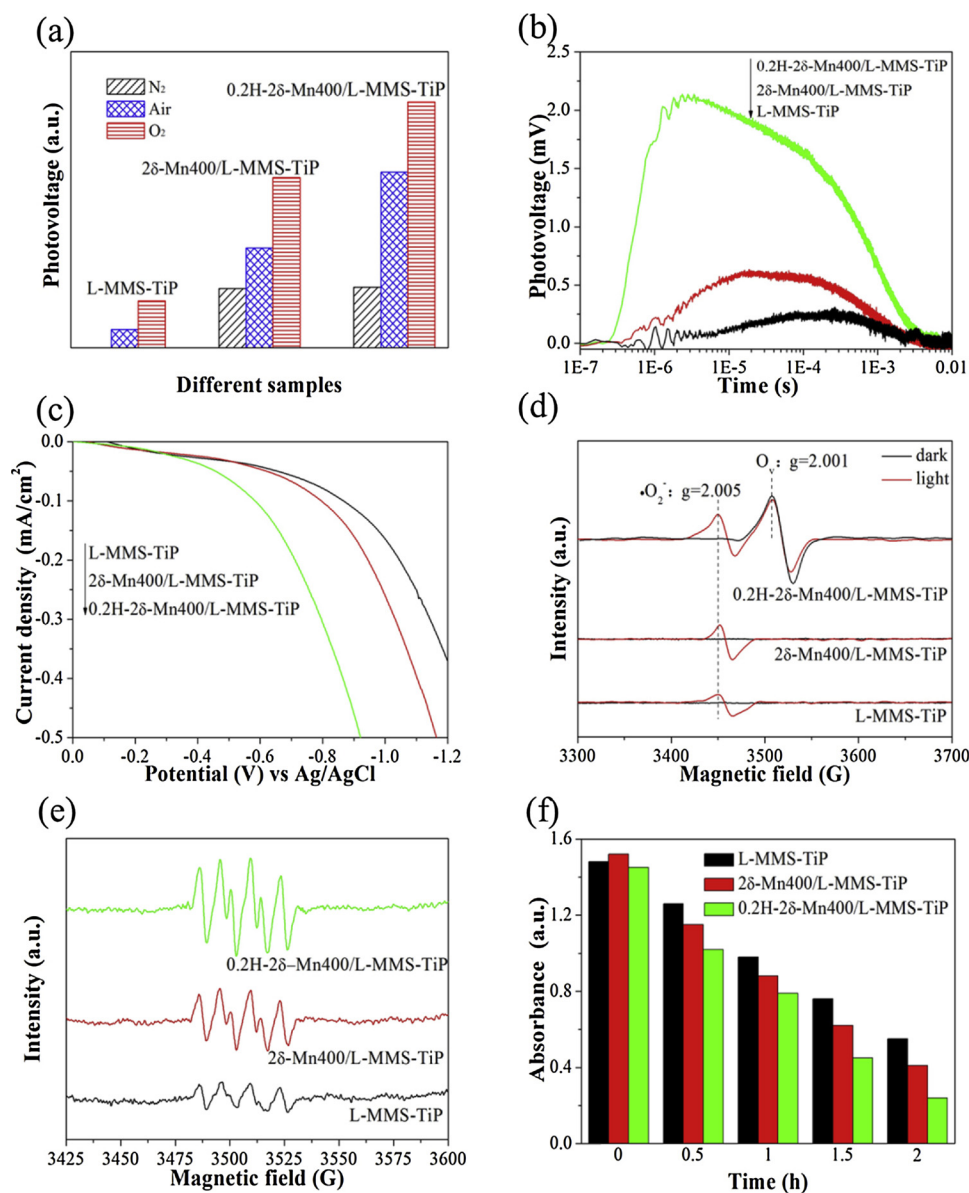 (a)
Photovoltage (a.u.)
N₂
Air
O₂
0.2H-2δ-Mn400/L-MMS-TiP
2δ-Mn400/L-MMS-TiP
L-MMS-TiP
Different samples
(b)
Photovoltage (mV)
2.5
2.0
1.5
1.0
0.5
0.0
0.2H-2δ-Mn400/L-MMS-TiP
2δ-Mn400/L-MMS-TiP
L-MMS-TiP
1E-7 1E-6 1E-5 1E-4 1E-3 0.01
Time (s)
(c)
Current density (mA/cm²)
0.0
-0.1
-0.2
-0.3
-0.4
-0.5
L-MMS-TiP
2δ-Mn400/L-MMS-TiP
0.2H-2δ-Mn400/L-MMS-TiP
0.0 -0.2 -0.4 -0.6 -0.8 -1.0 -1.2
Potential (V) vs Ag/AgCl
(d)
Intensity (a.u.)
dark
light
Oᵥ: g=2.001
•O₂⁻: g=2.005
0.2H-2δ-Mn400/L-MMS-TiP
2δ-Mn400/L-MMS-TiP
L-MMS-TiP
3300 3400 3500 3600 3700
Magnetic field (G)
(e)
Intensity (a.u.)
0.2H-2δ–Mn400/L-MMS-TiP
2δ-Mn400/L-MMS-TiP
L-MMS-TiP
3425 3450 3475 3500 3525 3550 3575 3600
Magnetic field (G)
(f)
Absorbance (a.u.)
1.6
1.2
0.8
0.4
0.0
L-MMS-TiP
2δ-Mn400/L-MMS-TiP
0.2H-2δ-Mn400/L-MMS-TiP
0 0.5 1 1.5 2
Time (h)